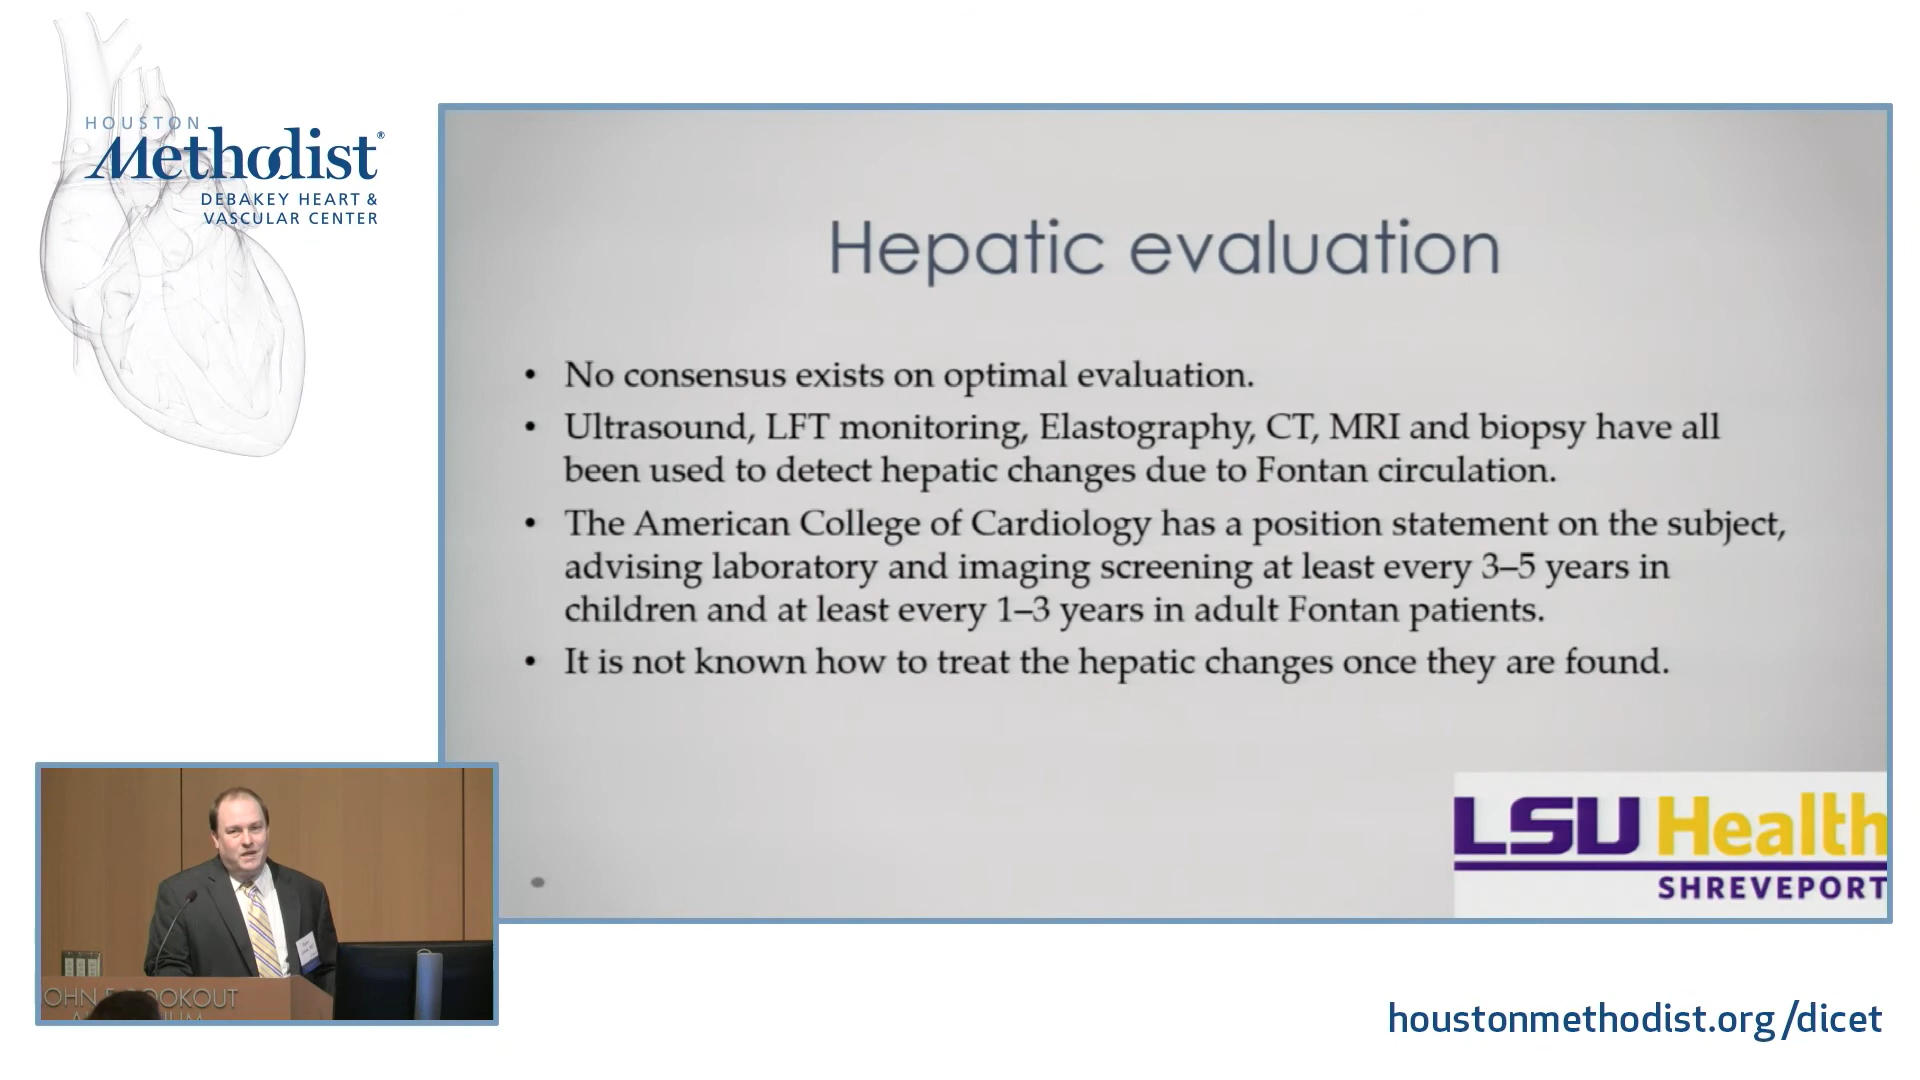 HOUSTON
Methodist®
DEBAKEY HEART &
VASCULAR CENTER
Hepatic evaluation
• No consensus exists on optimal evaluation.
• Ultrasound, LFT monitoring, Elastography, CT, MRI and biopsy have all
been used to detect hepatic changes due to Fontan circulation.
• The American College of Cardiology has a position statement on the subject,
advising laboratory and imaging screening at least every 3–5 years in
children and at least every 1–3 years in adult Fontan patients.
• It is not known how to treat the hepatic changes once they are found.
LSU Health
SHREVEPORT
OOKOUT
houstonmethodist.org/dicet